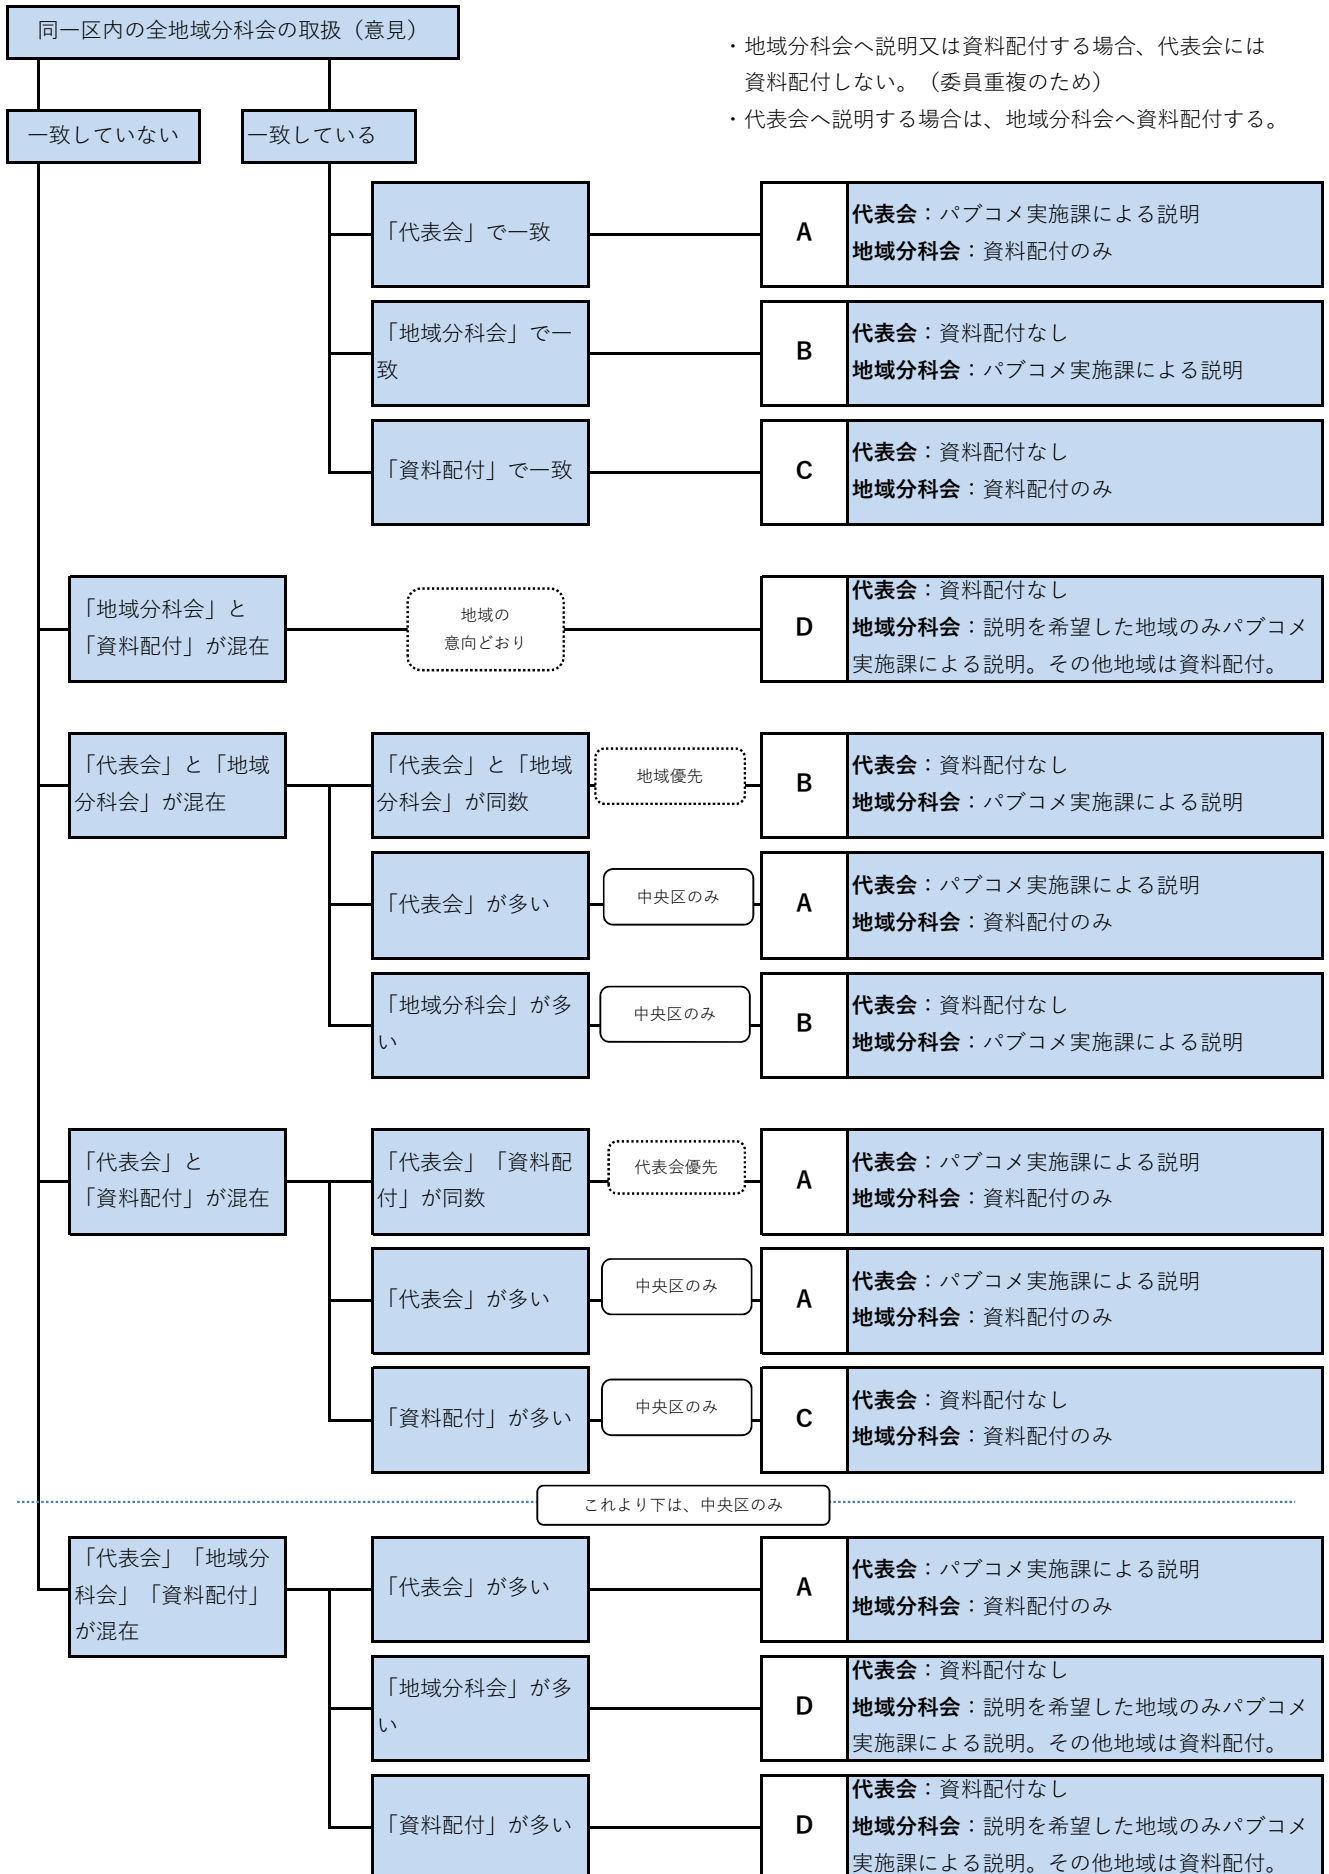 同一区内の全地域分科会の取扱（意見）
・地域分科会へ説明又は資料配付する場合、代表会には
資料配付しない。（委員重複のため）
・代表会へ説明する場合は、地域分科会へ資料配付する。
一致していない
一致している
「代表会」で一致
A
代表会：パブコメ実施課による説明
地域分科会：資料配付のみ
「地域分科会」で一
致
B
代表会：資料配付なし
地域分科会：パブコメ実施課による説明
「資料配付」で一致
C
代表会：資料配付なし
地域分科会：資料配付のみ
「地域分科会」と
「資料配付」が混在
地域の
意向どおり
D
代表会：資料配付なし
地域分科会：説明を希望した地域のみパブコメ
実施課による説明。その他地域は資料配付。
「代表会」と「地域
分科会」が混在
「代表会」と「地域
分科会」が同数
地域優先
B
代表会：資料配付なし
地域分科会：パブコメ実施課による説明
「代表会」が多い
中央区のみ
A
代表会：パブコメ実施課による説明
地域分科会：資料配付のみ
「地域分科会」が多
い
中央区のみ
B
代表会：資料配付なし
地域分科会：パブコメ実施課による説明
「代表会」と
「資料配付」が混在
「代表会」「資料配
付」が同数
代表会優先
A
代表会：パブコメ実施課による説明
地域分科会：資料配付のみ
「代表会」が多い
中央区のみ
A
代表会：パブコメ実施課による説明
地域分科会：資料配付のみ
「資料配付」が多い
中央区のみ
C
代表会：資料配付なし
地域分科会：資料配付のみ
これより下は、中央区のみ
「代表会」「地域分
科会」「資料配付」
が混在
「代表会」が多い
A
代表会：パブコメ実施課による説明
地域分科会：資料配付のみ
「地域分科会」が多
い
D
代表会：資料配付なし
地域分科会：説明を希望した地域のみパブコメ
実施課による説明。その他地域は資料配付。
「資料配付」が多い
D
代表会：資料配付なし
地域分科会：説明を希望した地域のみパブコメ
実施課による説明。その他地域は資料配付。